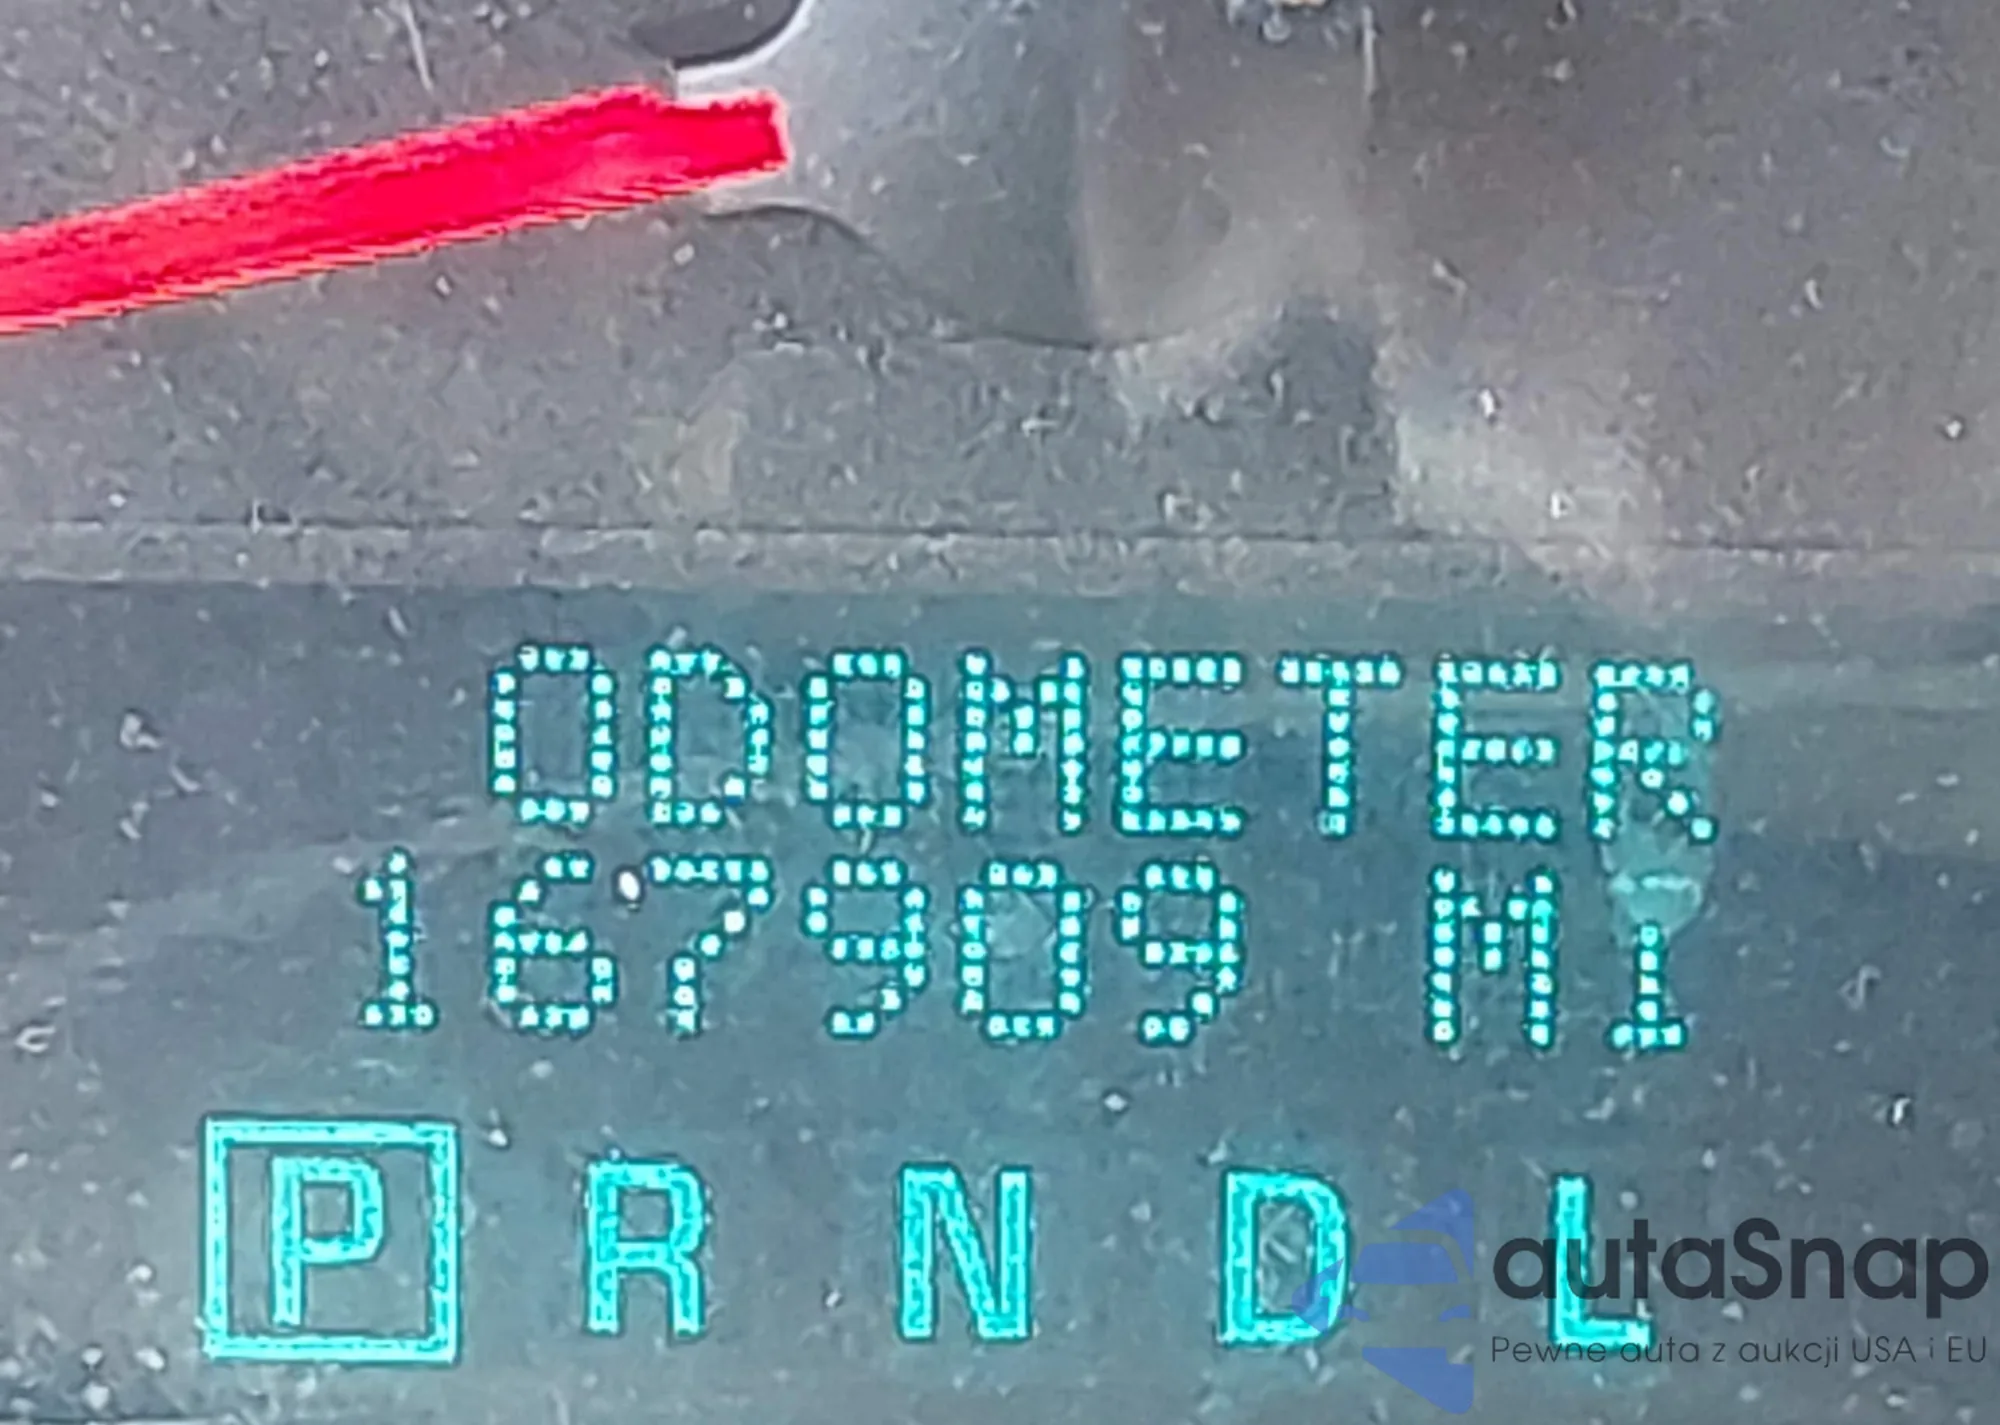 ODOMETER
167909 MI
P R N D L
autaSnap
Pewne auta z aukcji USA i EU